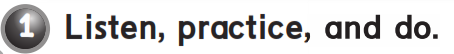 1 Listen, practice, and do.